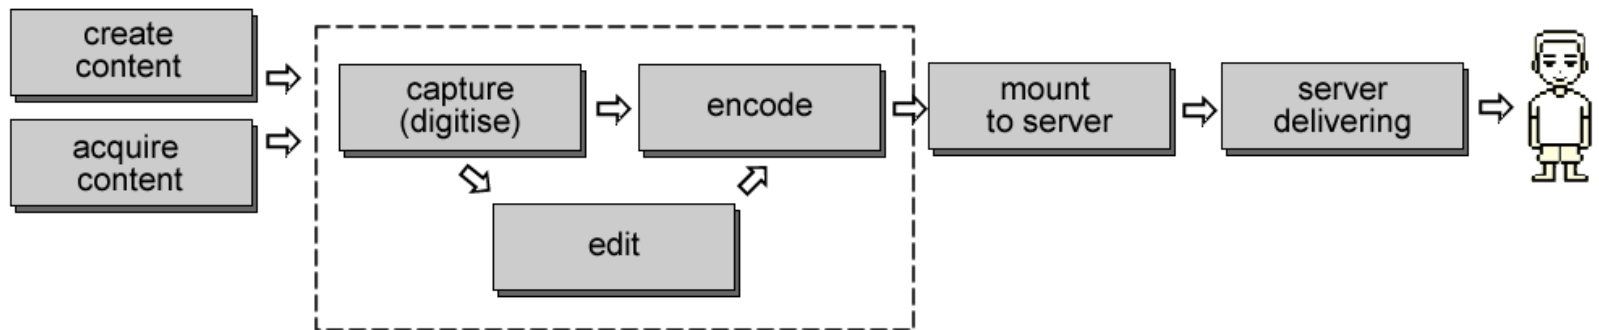 create
content
acquire
content
capture
(digitise)
encode
edit
mount
to server
server
delivering